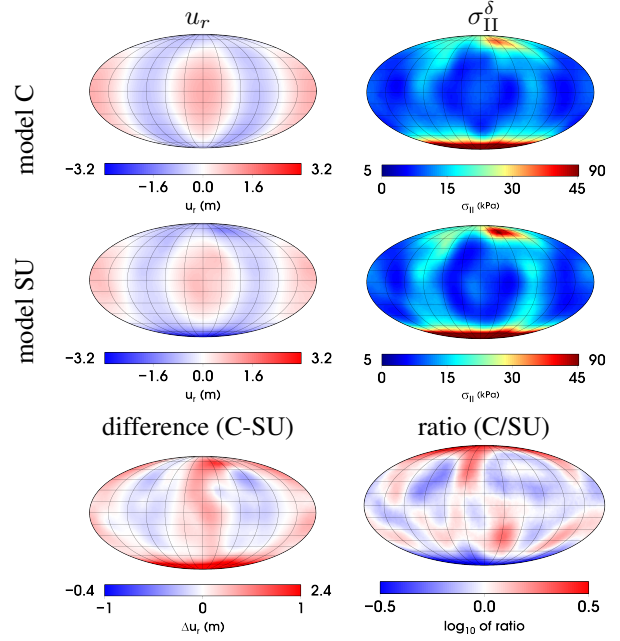 u_r σ_II^δ
model C
−3.2 3.2 5 90
−1.6 0.0 1.6 0 15 30 45
u_r (m) σ_II (kPa)
model SU
−3.2 3.2 5 90
−1.6 0.0 1.6 0 15 30 45
u_r (m) σ_II (kPa)
difference (C-SU) ratio (C/SU)
−0.4 2.4
−1 0 1 −0.5 0.0 0.5
Δu_r (m) log₁₀ of ratio